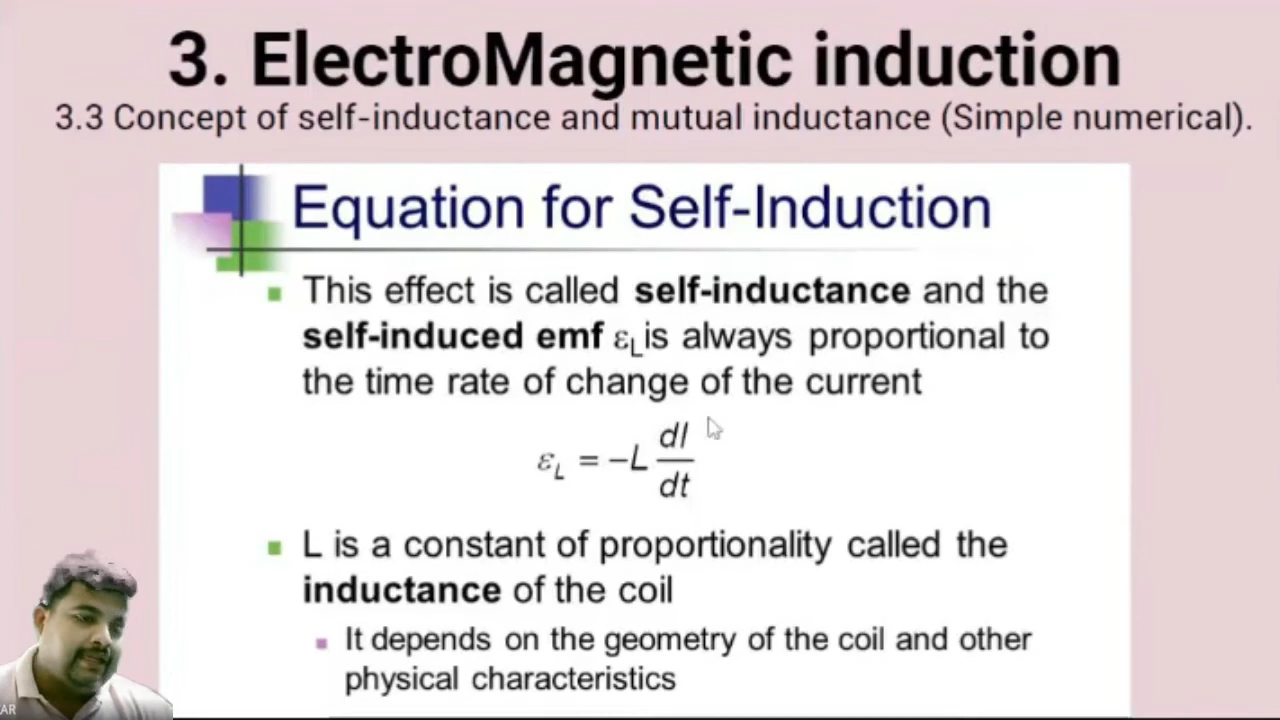 3. ElectroMagnetic induction
3.3 Concept of self-inductance and mutual inductance (Simple numerical).
Equation for Self-Induction
This effect is called self-inductance and the
self-induced emf εL is always proportional to
the time rate of change of the current
εL = −L dI/dt
L is a constant of proportionality called the
inductance of the coil
It depends on the geometry of the coil and other
physical characteristics
AR